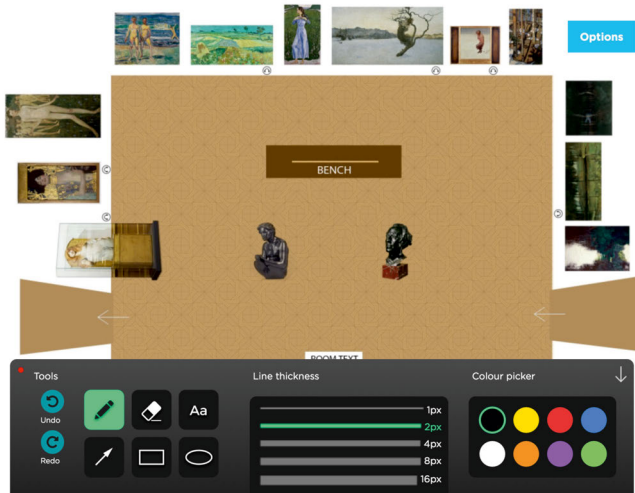 Options
BENCH
ROOM TEXT
Tools
Undo
Redo
Aa
Line thickness
1px
2px
4px
8px
16px
Colour picker